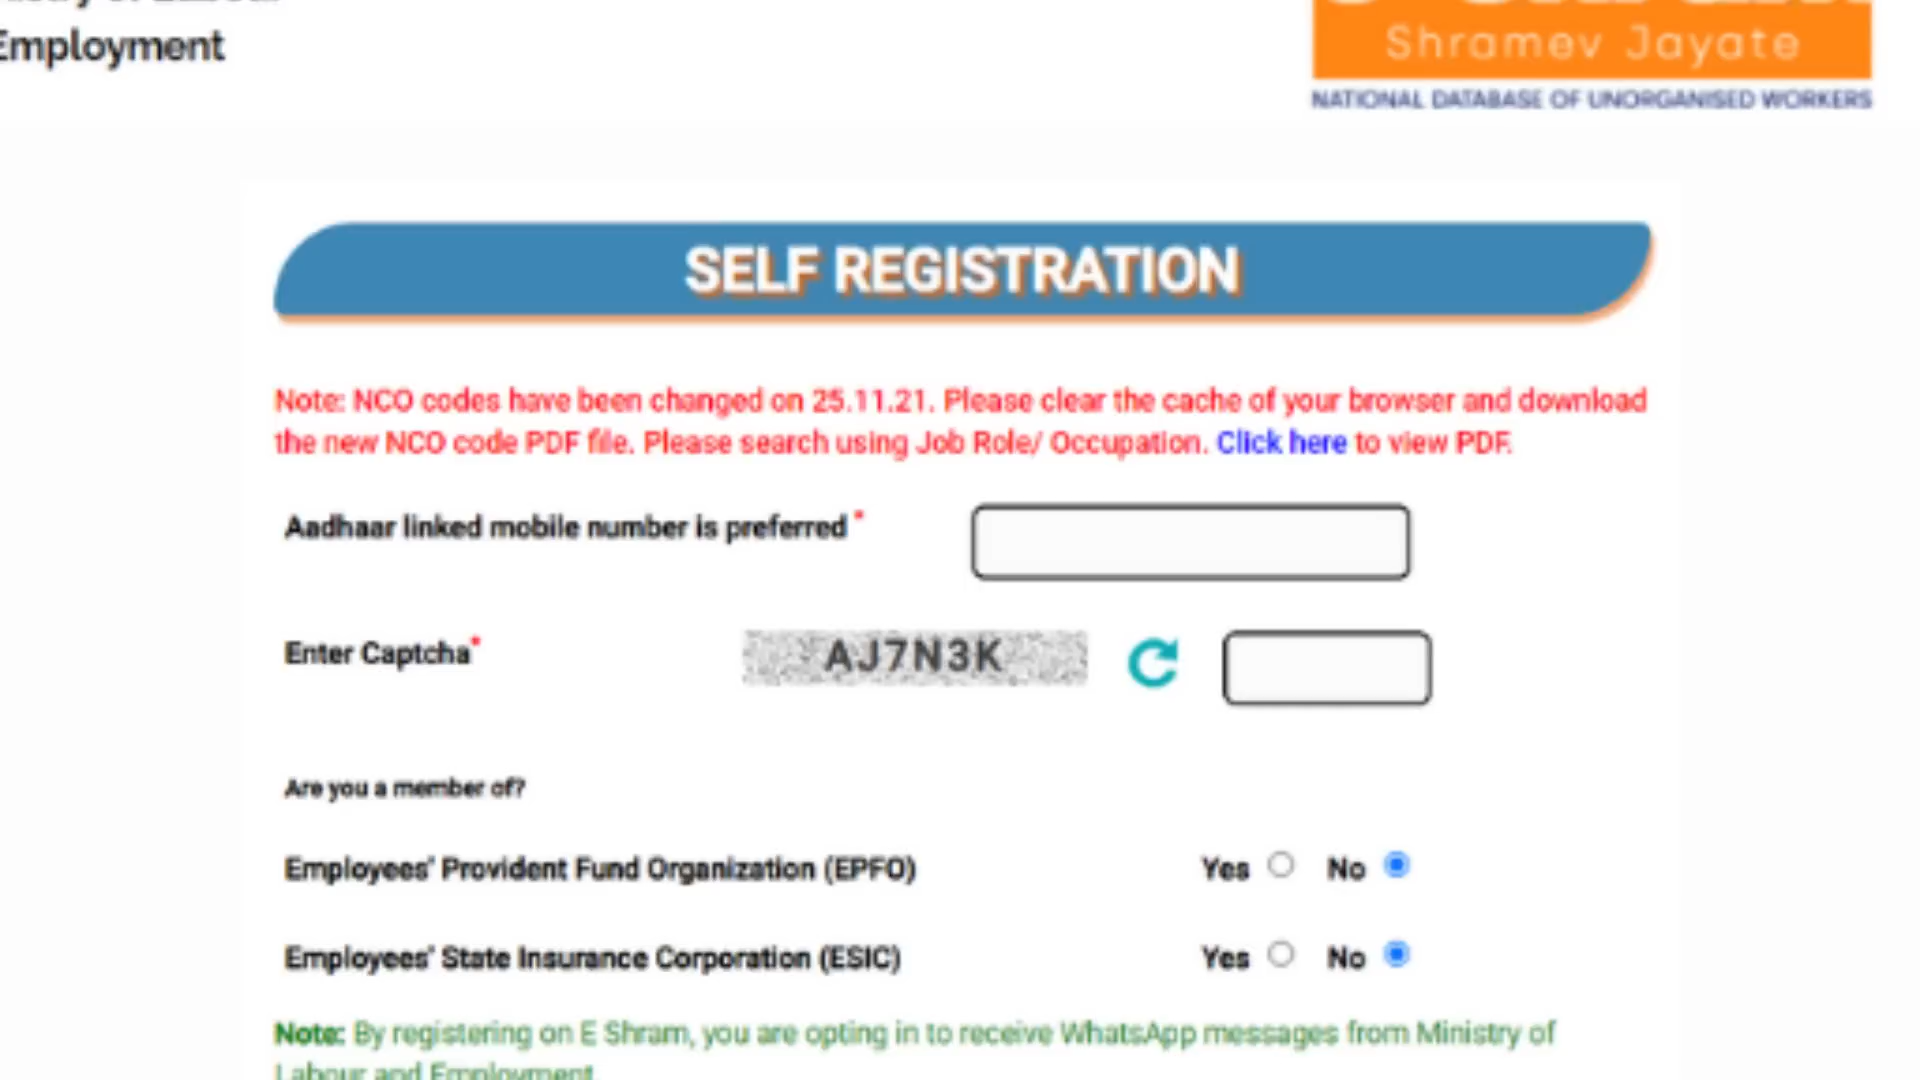 Employment
Shramev Jayate
NATIONAL DATABASE OF UNORGANISED WORKERS
SELF REGISTRATION
Note: NCO codes have been changed on 25.11.21. Please clear the cache of your browser and download
the new NCO code PDF file. Please search using Job Role/ Occupation. Click here to view PDF.
Aadhaar linked mobile number is preferred *
Enter Captcha* AJ7N3K
Are you a member of?
Employees' Provident Fund Organization (EPFO) Yes No
Employees' State Insurance Corporation (ESIC) Yes No
Note: By registering on E Shram, you are opting in to receive WhatsApp messages from Ministry of
Labour and Employment